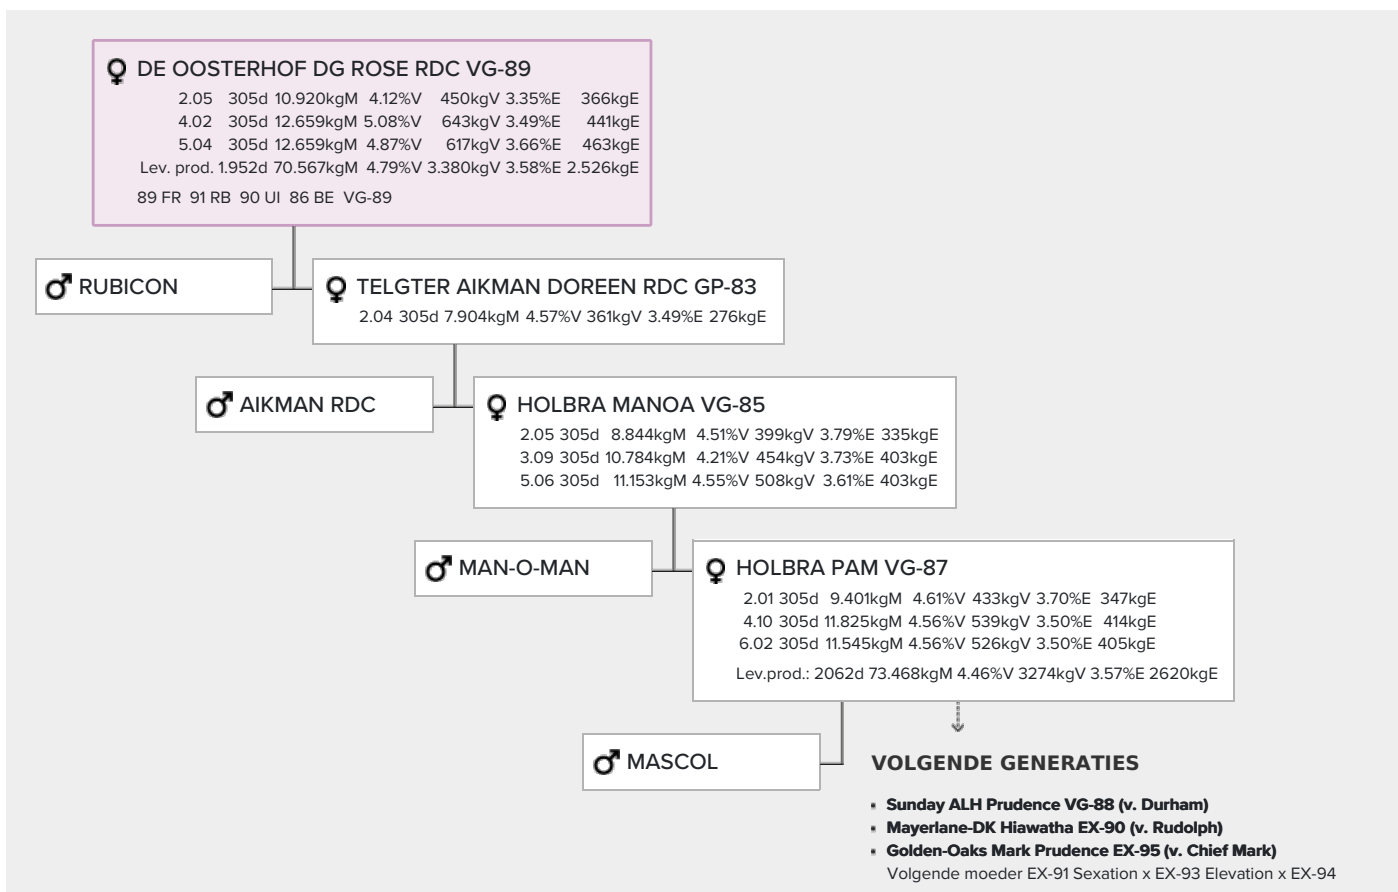 DE OOSTERHOF DG ROSE RDC VG-89
2.05 305d 10.920kgM 4.12%V 450kgV 3.35%E 366kgE
4.02 305d 12.659kgM 5.08%V 643kgV 3.49%E 441kgE
5.04 305d 12.659kgM 4.87%V 617kgV 3.66%E 463kgE
Lev. prod. 1.952d 70.567kgM 4.79%V 3.380kgV 3.58%E 2.526kgE
89 FR 91 RB 90 UI 86 BE VG-89
RUBICON
TELGTER AIKMAN DOREEN RDC GP-83
2.04 305d 7.904kgM 4.57%V 361kgV 3.49%E 276kgE
AIKMAN RDC
HOLBRA MANOA VG-85
2.05 305d 8.844kgM 4.51%V 399kgV 3.79%E 335kgE
3.09 305d 10.784kgM 4.21%V 454kgV 3.73%E 403kgE
5.06 305d 11.153kgM 4.55%V 508kgV 3.61%E 403kgE
MAN-O-MAN
HOLBRA PAM VG-87
2.01 305d 9.401kgM 4.61%V 433kgV 3.70%E 347kgE
4.10 305d 11.825kgM 4.56%V 539kgV 3.50%E 414kgE
6.02 305d 11.545kgM 4.56%V 526kgV 3.50%E 405kgE
Lev.prod.: 2062d 73.468kgM 4.46%V 3274kgV 3.57%E 2620kgE
MASCOL
VOLGENDE GENERATIES
▪ Sunday ALH Prudence VG-88 (v. Durham)
▪ Mayerlane-DK Hiawatha EX-90 (v. Rudolph)
▪ Golden-Oaks Mark Prudence EX-95 (v. Chief Mark)
Volgende moeder EX-91 Sexation x EX-93 Elevation x EX-94